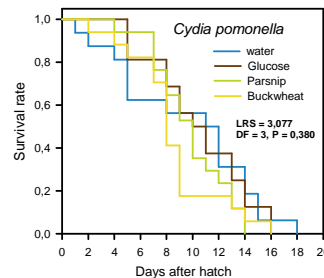 Cydia pomonella
water
Glucose
Parsnip
Buckwheat
LRS = 3,077
DF = 3, P = 0,380
Survival rate
1,0
0,8
0,6
0,4
0,2
0,0
0 2 4 6 8 10 12 14 16 18 20
Days after hatch